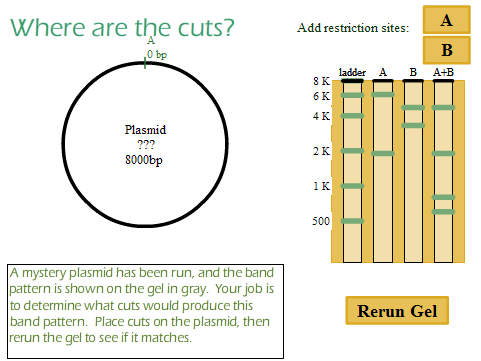 Where are the cuts?
Add restriction sites:
A
B
A
0 bp
Plasmid
???
8000bp
ladder A B A+B
8 K
6 K
4 K
2 K
1 K
500
A mystery plasmid has been run, and the band
pattern is shown on the gel in gray. Your job is
to determine what cuts would produce this
band pattern. Place cuts on the plasmid, then
rerun the gel to see if it matches.
Rerun Gel